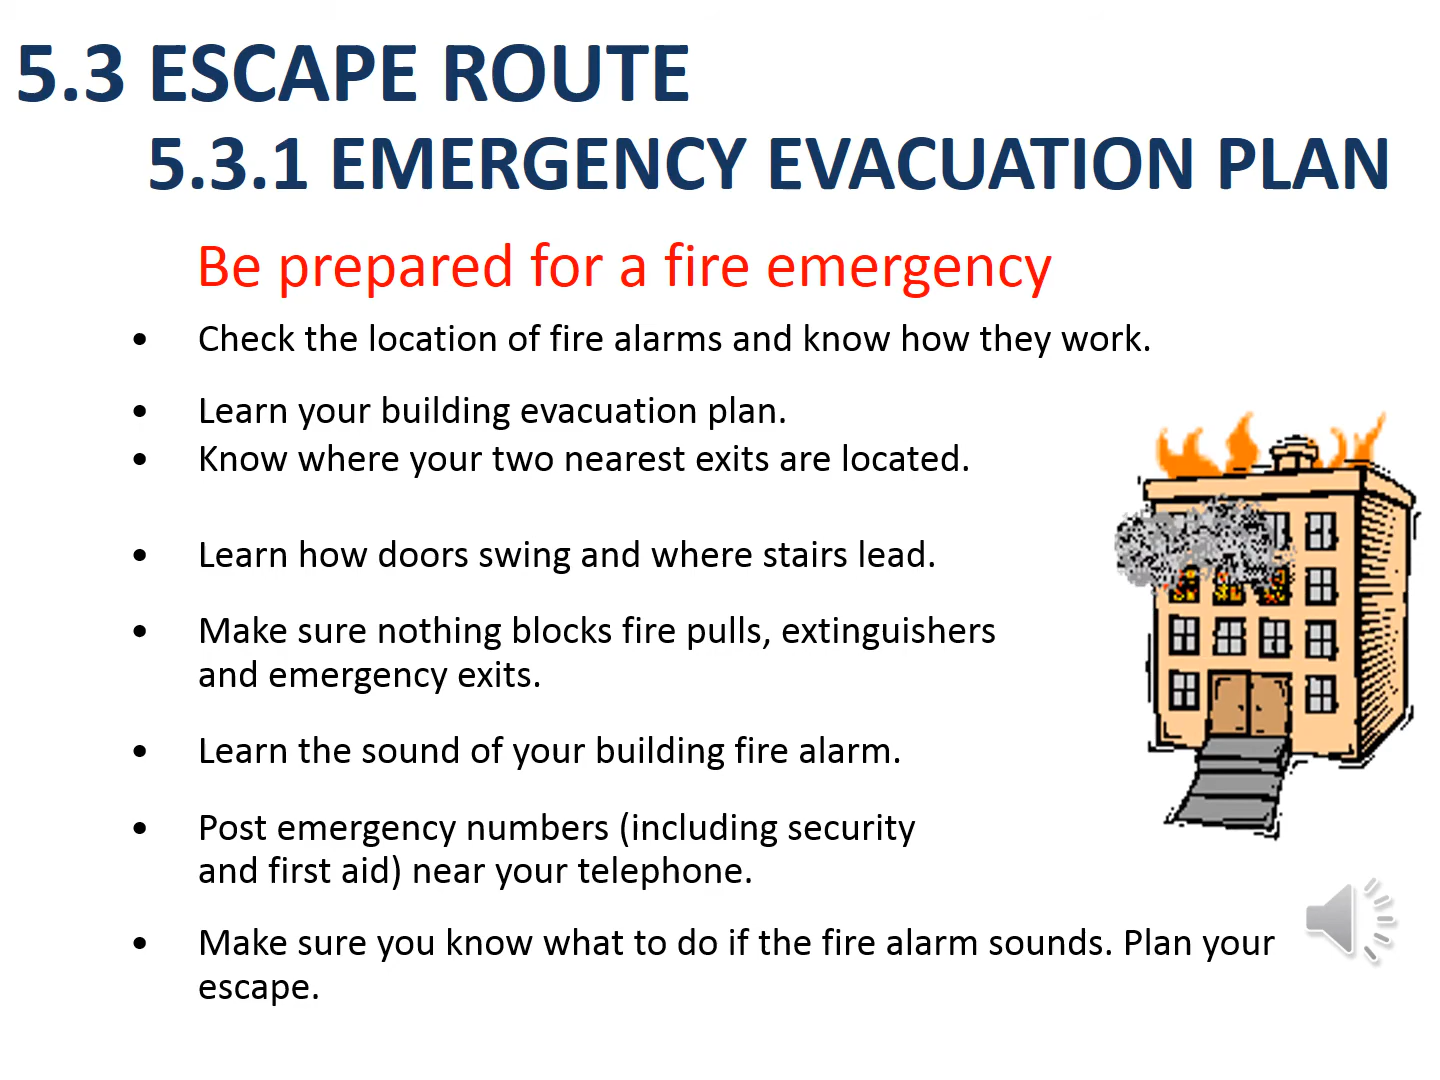 5.3 ESCAPE ROUTE
5.3.1 EMERGENCY EVACUATION PLAN
Be prepared for a fire emergency
• Check the location of fire alarms and know how they work.
• Learn your building evacuation plan.
• Know where your two nearest exits are located.
• Learn how doors swing and where stairs lead.
• Make sure nothing blocks fire pulls, extinguishers
and emergency exits.
• Learn the sound of your building fire alarm.
• Post emergency numbers (including security
and first aid) near your telephone.
• Make sure you know what to do if the fire alarm sounds. Plan your
escape.